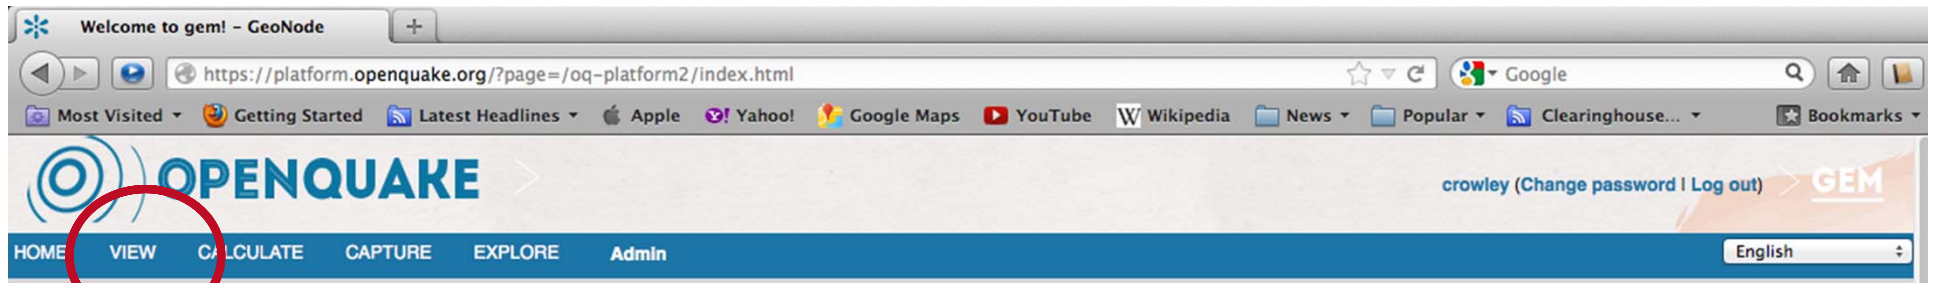 Welcome to gem! – GeoNode
https://platform.openquake.org/?page=/oq-platform2/index.html Google
Most Visited Getting Started Latest Headlines Apple Yahoo! Google Maps YouTube W Wikipedia News Popular Clearinghouse... Bookmarks
OPENQUAKE crowley (Change password | Log out) GEM
HOME VIEW CALCULATE CAPTURE EXPLORE Admin English